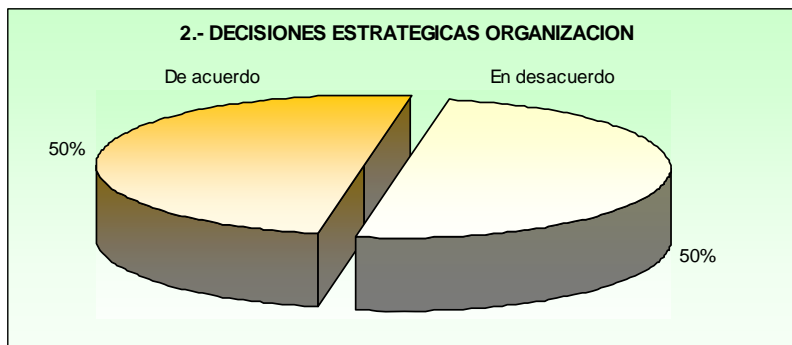 2.- DECISIONES ESTRATEGICAS ORGANIZACION
De acuerdo
En desacuerdo
50%
50%